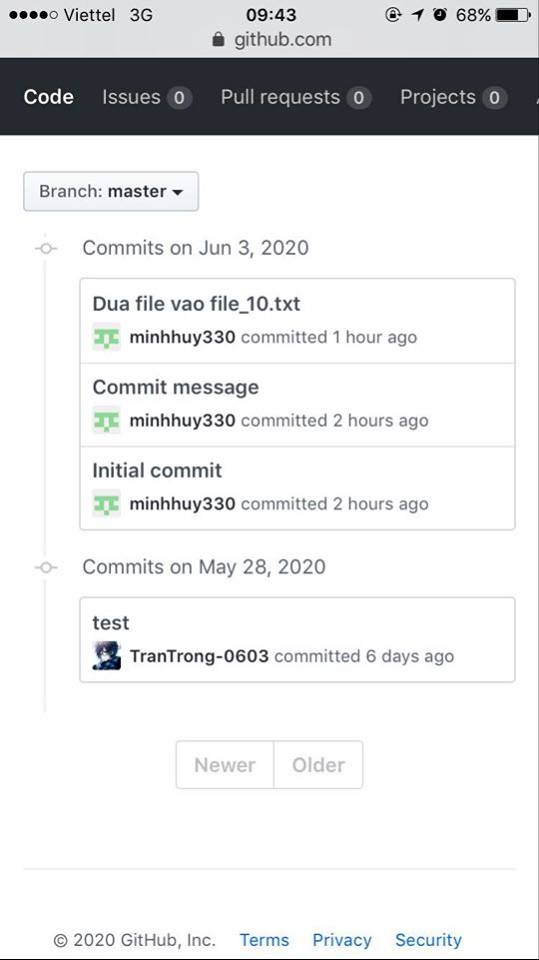 Viettel 3G 09:43 68%
github.com
Code Issues 0 Pull requests 0 Projects 0
Branch: master
Commits on Jun 3, 2020
Dua file vao file_10.txt
minhhuy330 committed 1 hour ago
Commit message
minhhuy330 committed 2 hours ago
Initial commit
minhhuy330 committed 2 hours ago
Commits on May 28, 2020
test
TranTrong-0603 committed 6 days ago
Newer Older
© 2020 GitHub, Inc. Terms Privacy Security